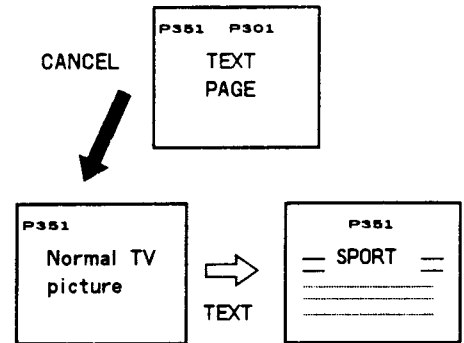 P351 P301
CANCEL
TEXT
PAGE
P351
Normal TV
picture
TEXT
P351
SPORT